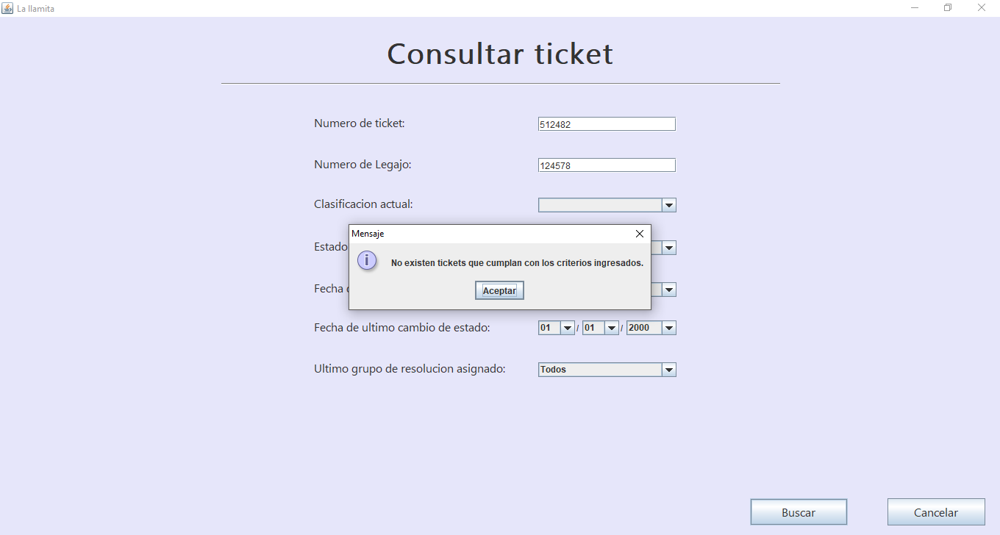 La llamita
Consultar ticket
Numero de ticket:
512482
Numero de Legajo:
124578
Clasificacion actual:
Estado
Mensaje
No existen tickets que cumplan con los criterios ingresados.
Aceptar
Fecha
Fecha de ultimo cambio de estado:
01 / 01 / 2000
Ultimo grupo de resolucion asignado:
Todos
Buscar
Cancelar